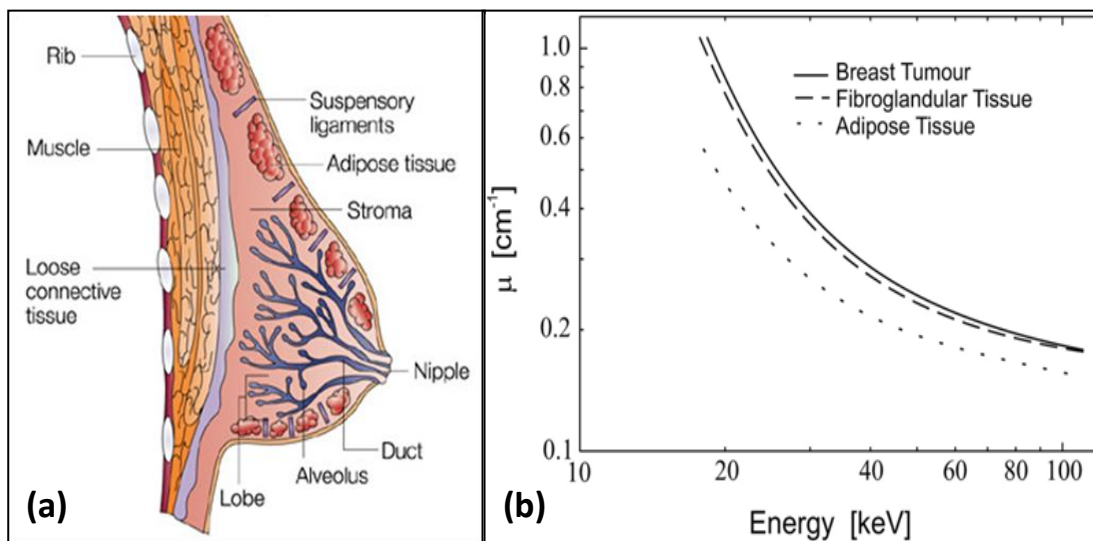 Rib
Muscle
Loose
connective
tissue
Suspensory
ligaments
Adipose tissue
Stroma
Nipple
Duct
Alveolus
Lobe
(a)
1.0
0.8
0.6
0.4
0.2
0.1
μ [cm⁻¹]
Breast Tumour
Fibroglandular Tissue
Adipose Tissue
10 20 40 60 80 100
Energy [keV]
(b)